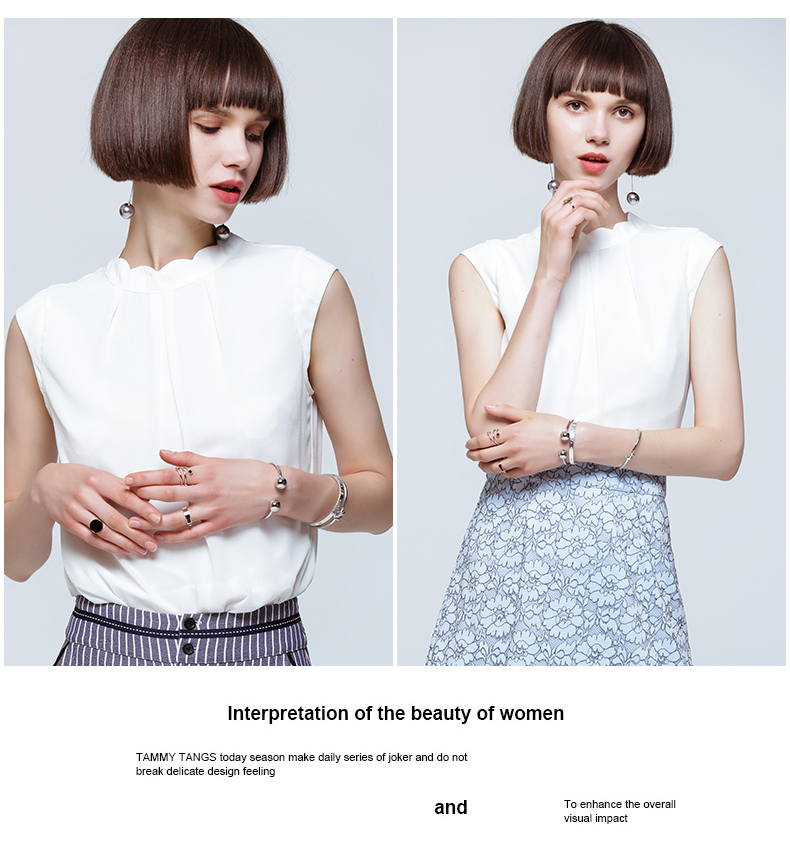 Interpretation of the beauty of women
TAMMY TANGS today season make daily series of joker and do not
break delicate design feeling
and
To enhance the overall
visual impact